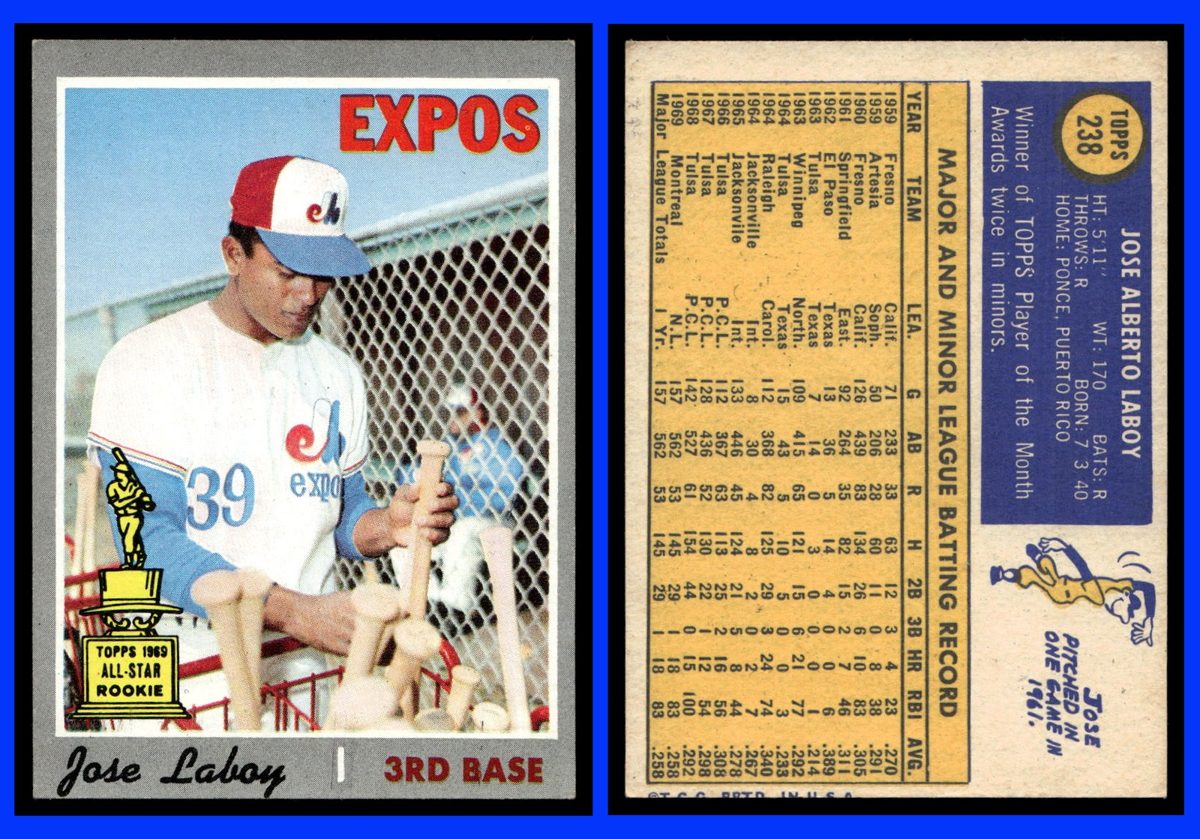 EXPOS
39
expo
TOPPS 1969
ALL-STAR
ROOKIE
Jose Laboy
3RD BASE
TOPPS
238
JOSE ALBERTO LABOY
HT: 5'11" WT: 170 BATS: R
THROWS: R BORN: 7 3 40
HOME: PONCE, PUERTO RICO
Winner of TOPPS Player of the Month
Awards twice in minors.
JOSE
PITCHED IN
ONE GAME IN
1961.
MAJOR AND MINOR LEAGUE BATTING RECORD
YEAR TEAM LEA. G AB R H 2B 3B HR RBI AVG.
1959 Fresno Calif. 71 233 33 63 12 3 4 23 .270
1959 Artesia Soph. 50 206 28 60 11 8 38 .291
1960 Fresno Calif. 126 439 83 134 26 6 10 83 .305
1961 Springfield East. 92 264 35 82 15 2 7 46 .311
1962 El Paso Texas 13 36 5 14 4 0 6 .389
1963 Tulsa Texas 7 14 0 3 0 0 0 1 .214
1963 Winnipeg North. 109 415 65 121 15 6 21 77 .292
1964 Tulsa Texas 15 43 5 10 5 0 1 3 .233
1964 Raleigh Carol. 112 368 82 125 29 3 24 74 .340
1964 Jacksonville Int. 8 30 4 8 2 0 2 7 .267
1965 Jacksonville Int. 133 446 45 124 21 5 8 44 .278
1966 Tulsa P.C.L. 112 367 63 113 22 2 16 56 .308
1967 Tulsa P.C.L. 128 436 52 130 25 1 12 54 .298
1968 Tulsa P.C.L. 142 527 61 154 44 0 15 100 .292
1969 Montreal N.L. 157 562 53 145 29 1 18 83 .258
Major League Totals 1 Yr. 157 562 53 145 29 1 18 83 .258
©T.C.G. PRTD. IN U.S.A.